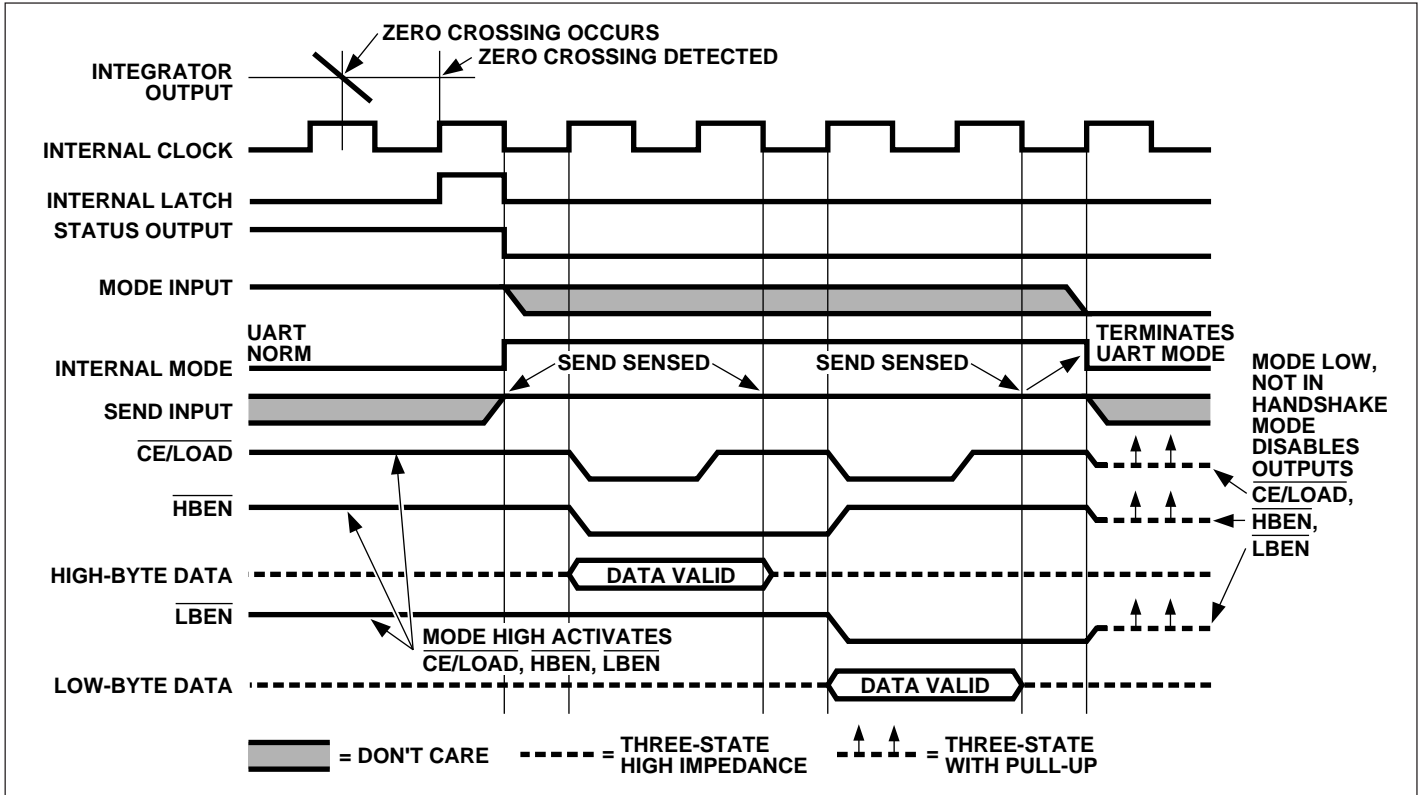 ZERO CROSSING OCCURS
ZERO CROSSING DETECTED
INTEGRATOR
OUTPUT
INTERNAL CLOCK
INTERNAL LATCH
STATUS OUTPUT
MODE INPUT
UART
NORM
TERMINATES
UART MODE
INTERNAL MODE
SEND SENSED
SEND SENSED
MODE LOW,
NOT IN
HANDSHAKE
MODE
DISABLES
OUTPUTS
CE/LOAD,
HBEN,
LBEN
SEND INPUT
CE/LOAD
HBEN
HIGH-BYTE DATA
DATA VALID
LBEN
MODE HIGH ACTIVATES
CE/LOAD, HBEN, LBEN
LOW-BYTE DATA
DATA VALID
= DON'T CARE
= THREE-STATE
HIGH IMPEDANCE
= THREE-STATE
WITH PULL-UP